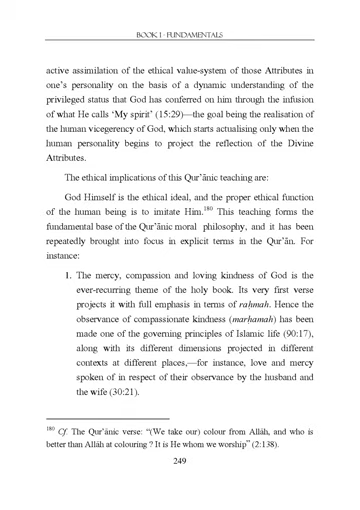 BOOK I - FUNDAMENTALS
active assimilation of the ethical value-system of those Attributes in
one's personality on the basis of a dynamic understanding of the
privileged status that God has conferred on him through the infusion
of what He calls ‘My spirit’ (15:29)—the goal being the realisation of
the human vicegerency of God, which starts actualising only when the
human personality begins to project the reflection of the Divine
Attributes.
The ethical implications of this Qur’ānic teaching are:
God Himself is the ethical ideal, and the proper ethical function
of the human being is to imitate Him.180 This teaching forms the
fundamental base of the Qur’ānic moral philosophy, and it has been
repeatedly brought into focus in explicit terms in the Qur’ān. For
instance:
1. The mercy, compassion and loving kindness of God is the
ever-recurring theme of the holy book. Its very first verse
projects it with full emphasis in terms of raḥmah. Hence the
observance of compassionate kindness (marḥamah) has been
made one of the governing principles of Islamic life (90:17),
along with its different dimensions projected in different
contexts at different places,—for instance, love and mercy
spoken of in respect of their observance by the husband and
the wife (30:21).
180 Cf. The Qur’ānic verse: “(We take our) colour from Allāh, and who is
better than Allāh at colouring ? It is He whom we worship” (2:138).
249